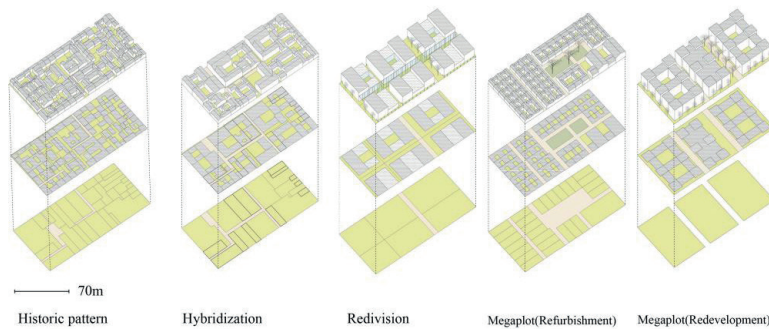 70m
Historic pattern
Hybridization
Redivision
Megaplot(Refurbishment)
Megaplot(Redevelopment)